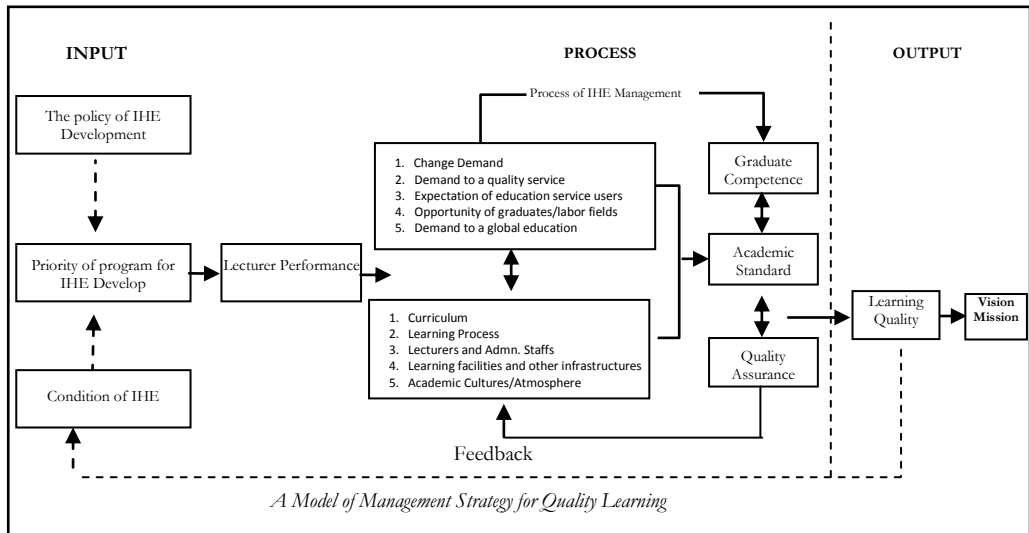 INPUT
PROCESS
OUTPUT
The policy of IHE
Development
Process of IHE Management
1. Change Demand
2. Demand to a quality service
3. Expectation of education service users
4. Opportunity of graduates/labor fields
5. Demand to a global education
Graduate
Competence
Priority of program for
IHE Develop
Lecturer Performance
Academic
Standard
1. Curriculum
2. Learning Process
3. Lecturers and Admn. Staffs
4. Learning facilities and other infrastructures
5. Academic Cultures/Atmosphere
Learning
Quality
Vision
Mission
Condition of IHE
Quality
Assurance
Feedback
A Model of Management Strategy for Quality Learning